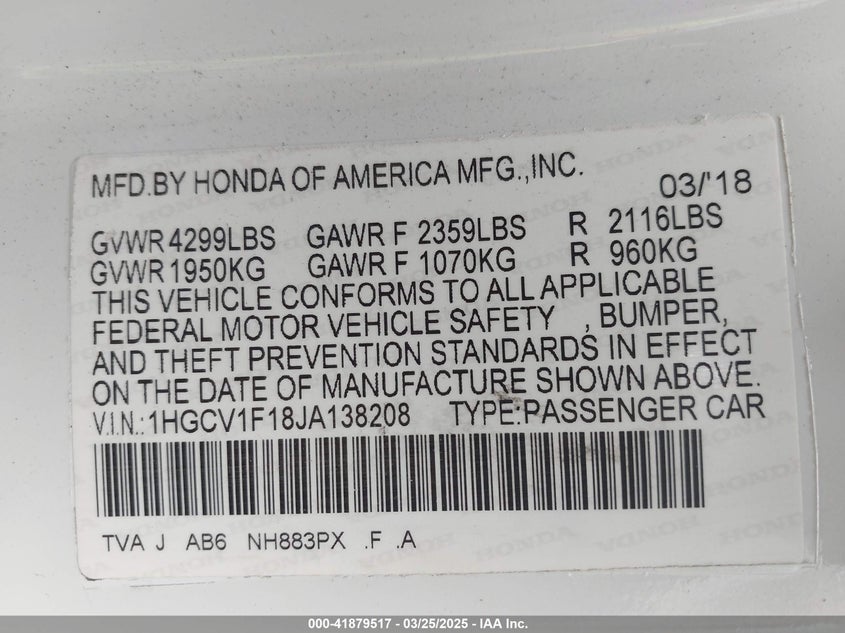 MFD.BY HONDA OF AMERICA MFG.,INC. 03/'18
GVWR 4299LBS GAWR F 2359LBS R 2116LBS
GVWR 1950KG GAWR F 1070KG R 960KG
THIS VEHICLE CONFORMS TO ALL APPLICABLE
FEDERAL MOTOR VEHICLE SAFETY , BUMPER,
AND THEFT PREVENTION STANDARDS IN EFFECT
ON THE DATE OF MANUFACTURE SHOWN ABOVE.
V.I.N.:1HGCV1F18JA138208 TYPE:PASSENGER CAR
TVA J AB6 NH883PX .F .A
000-41879517 - 03/25/2025 - IAA Inc.